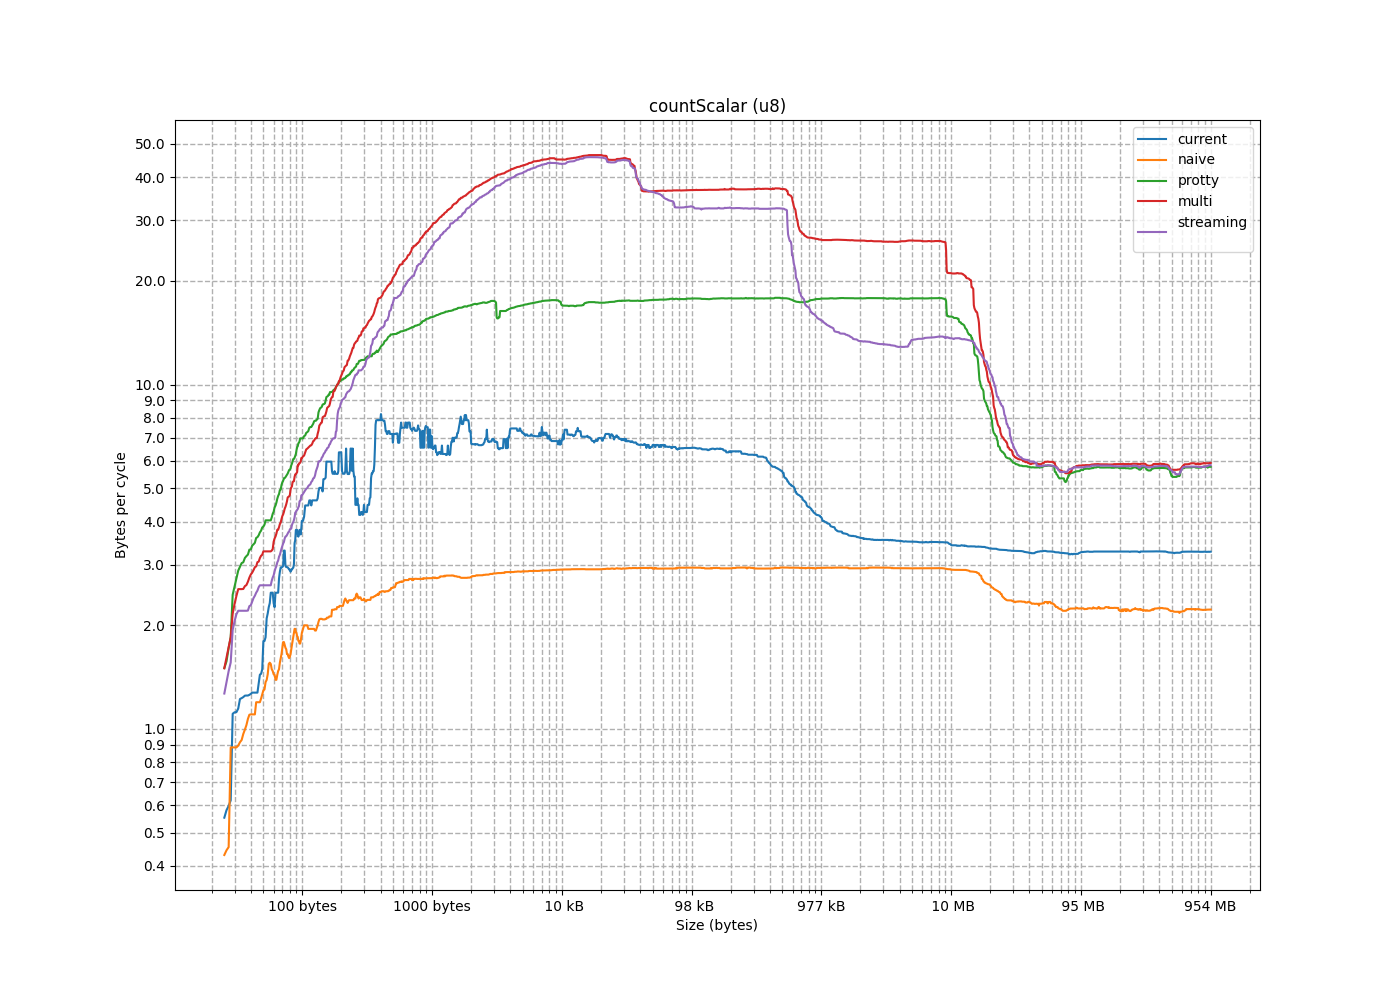 countScalar (u8)
50.0
40.0
30.0
20.0
10.0
9.0
8.0
7.0
6.0
5.0
4.0
3.0
2.0
1.0
0.9
0.8
0.7
0.6
0.5
0.4
Bytes per cycle
current
naive
protty
multi
streaming
100 bytes 1000 bytes 10 kB 98 kB 977 kB 10 MB 95 MB 954 MB
Size (bytes)